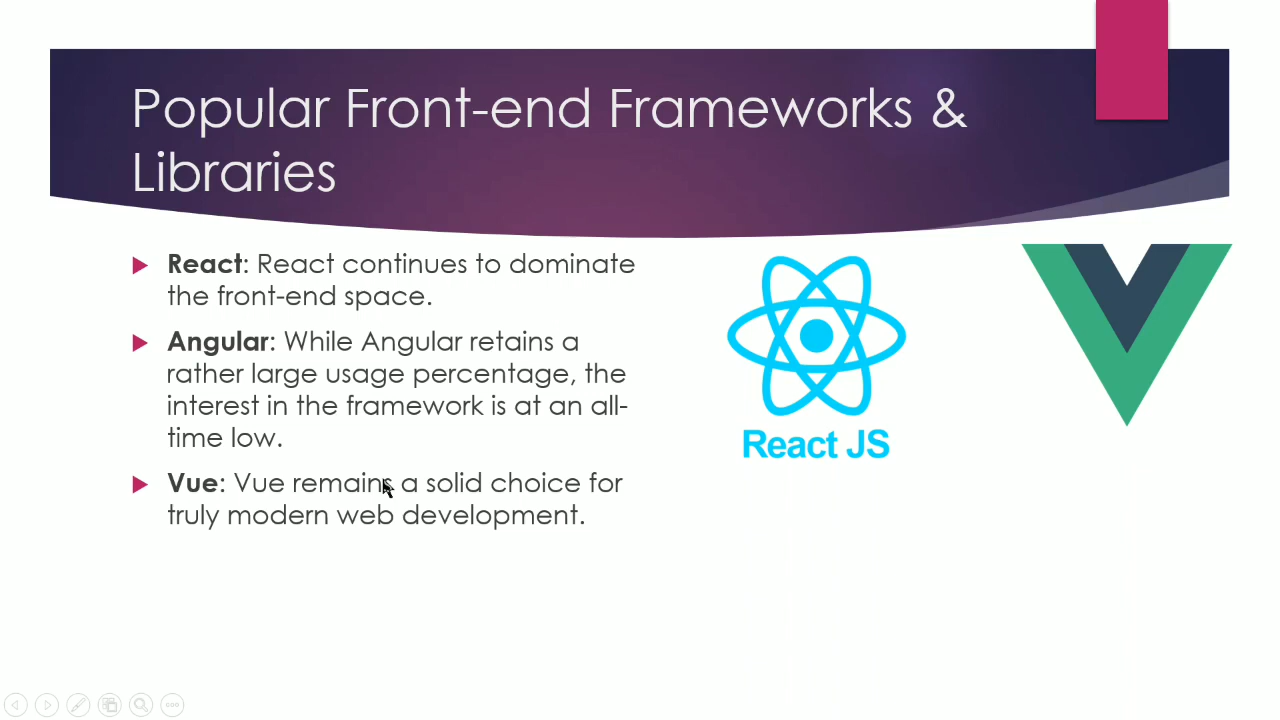 Popular Front-end Frameworks &
Libraries
React: React continues to dominate
the front-end space.
Angular: While Angular retains a
rather large usage percentage, the
interest in the framework is at an all-
time low.
Vue: Vue remains a solid choice for
truly modern web development.
React JS